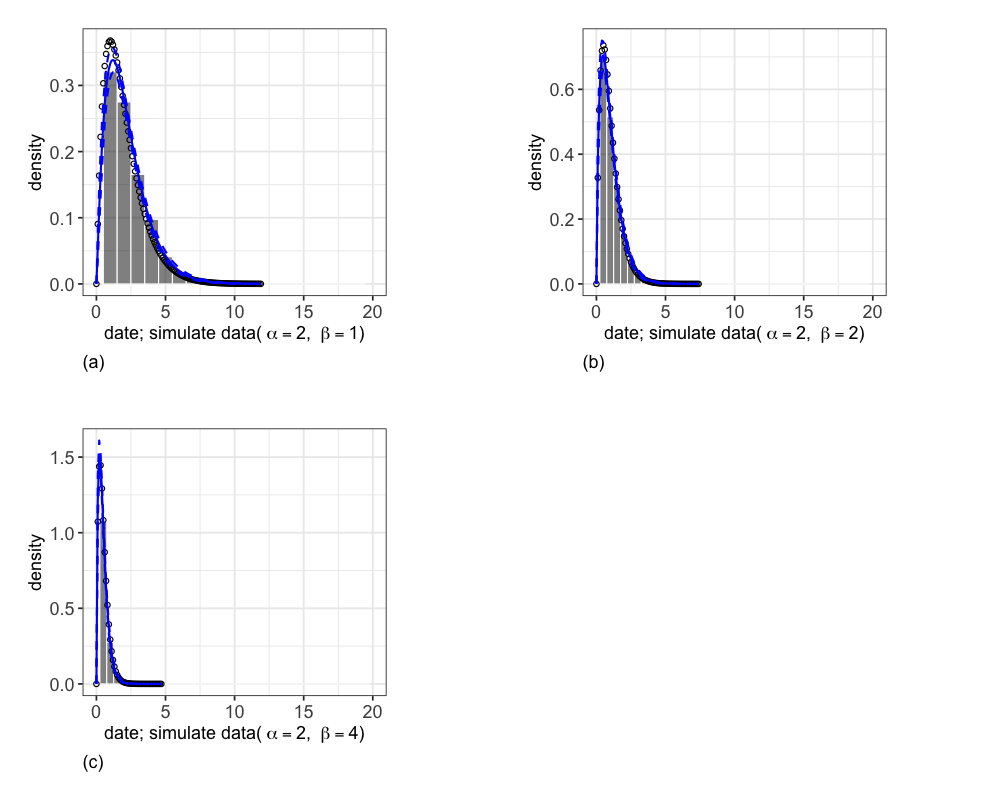 0.3
0.2
0.1
0.0
density
0 5 10 15 20
date; simulate data( α = 2, β = 1)
(a)
0.6
0.4
0.2
0.0
density
0 5 10 15 20
date; simulate data( α = 2, β = 2)
(b)
1.5
1.0
0.5
0.0
density
0 5 10 15 20
date; simulate data( α = 2, β = 4)
(c)